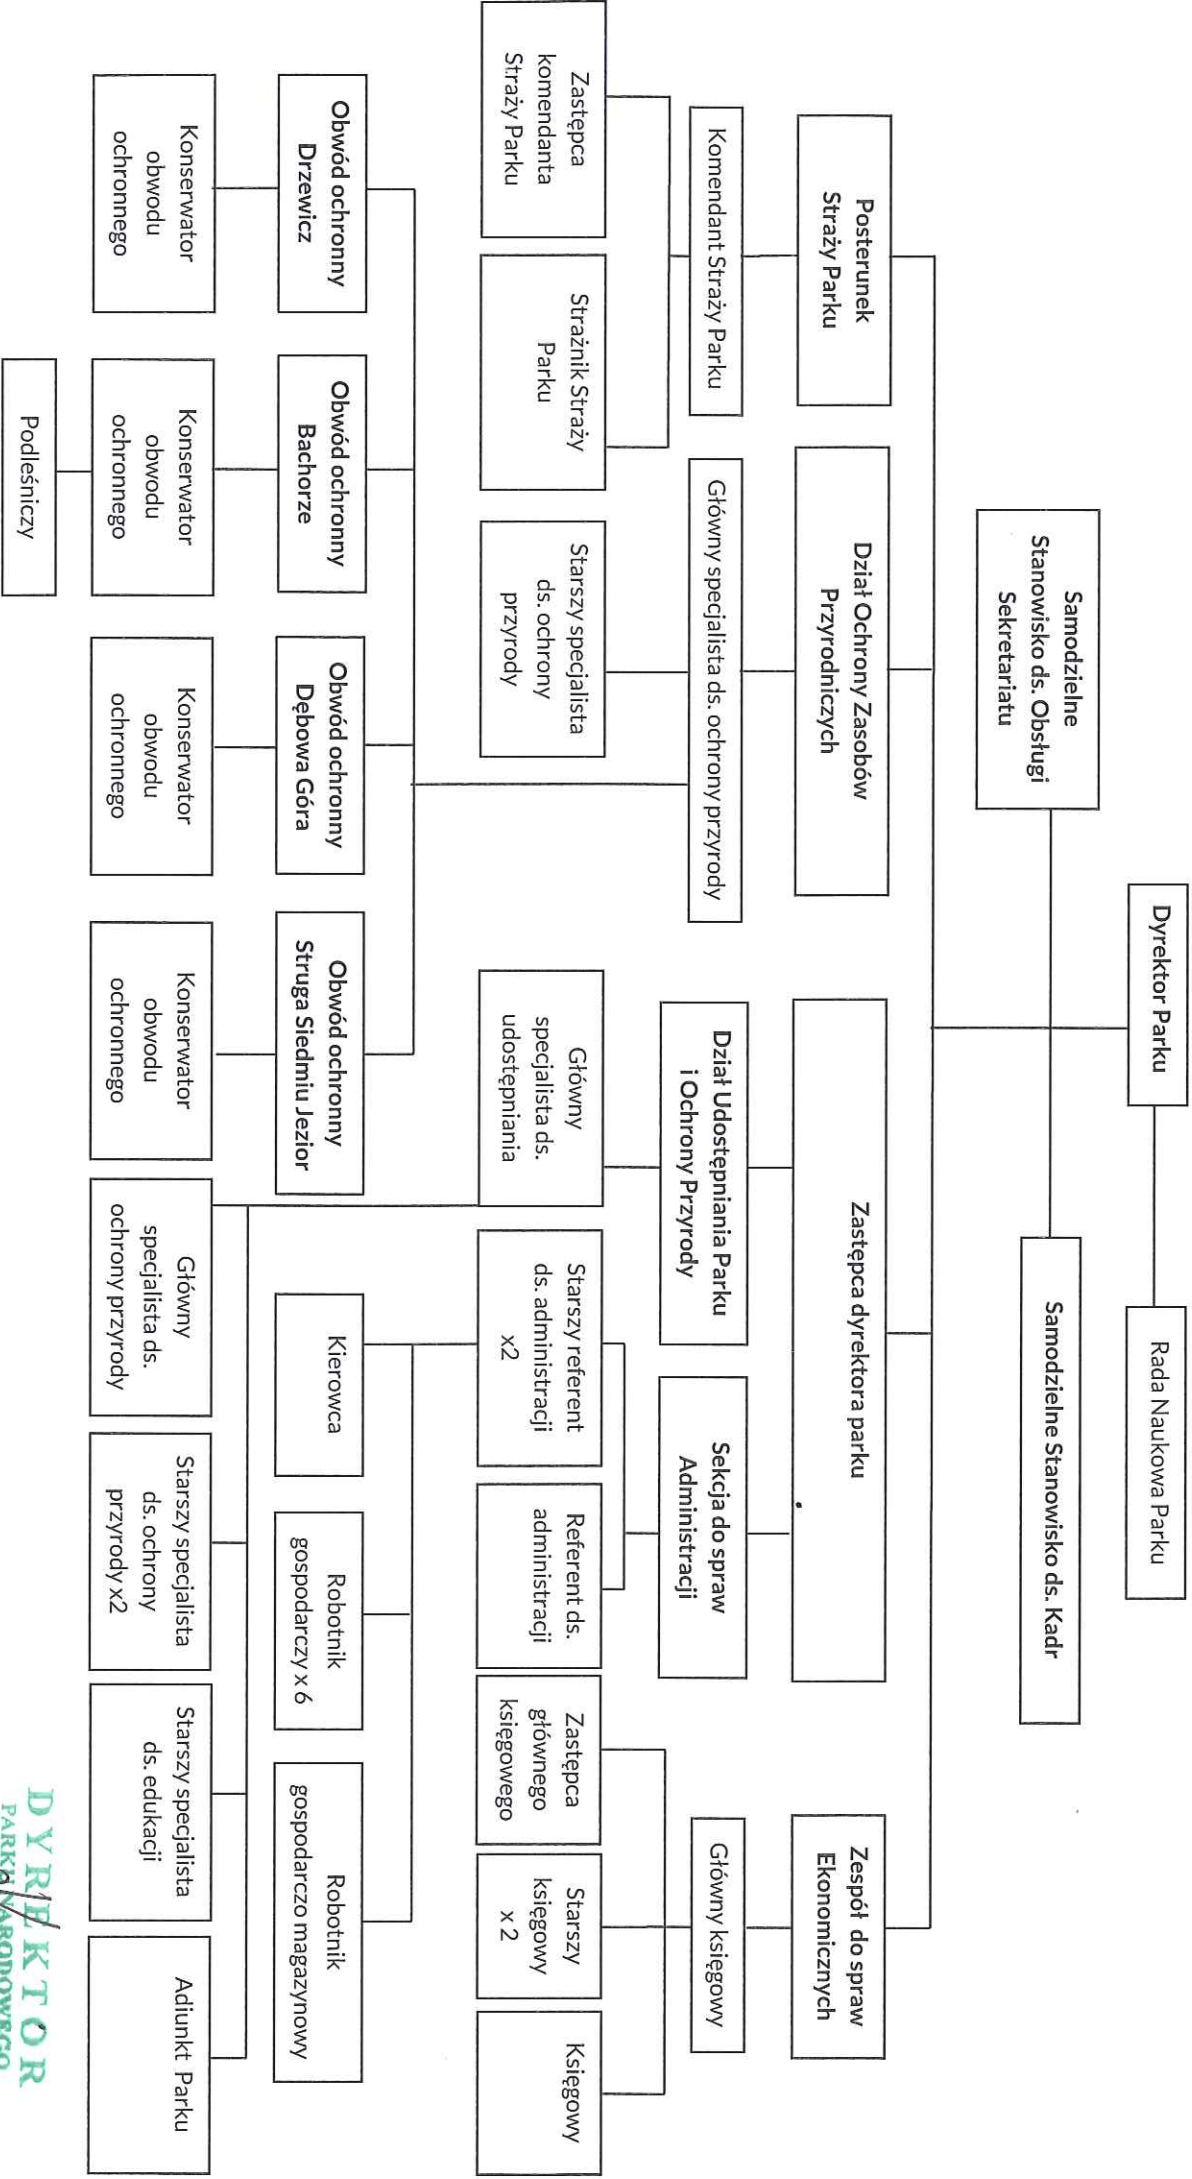 Dyrektor Parku
Rada Naukowa Parku
Samodzielne
Stanowisko ds. Obsługi
Sekretariatu
Samodzielne Stanowisko ds. Kadr
Posterunek
Straży Parku
Dział Ochrony Zasobów
Przyrodniczych
Zastępca dyrektora parku
Zespół do spraw
Ekonomicznych
Komendant Straży Parku
Główny specjalista ds. ochrony przyrody
Dział Udostępniania Parku
i Ochrony Przyrody
Sekcja do spraw
Administracji
Główny księgowy
Zastępca
komendanta
Straży Parku
Strażnik Straży
Parku
Starszy specjalista
ds. ochrony
przyrody
Główny
specjalista ds.
udostępniania
Starszy referent
ds. administracji
x2
Referent ds.
administracji
Zastępca
głównego
księgowego
Starszy
księgowy
x 2
Księgowy
Obwód ochronny
Drzewicz
Obwód ochronny
Bachorze
Obwód ochronny
Dębowa Góra
Obwód ochronny
Struga Siedmiu Jezior
Kierowca
Robotnik
gospodarczy x 6
Robotnik
gospodarczo magazynowy
Konserwator
obwodu
ochronnego
Konserwator
obwodu
ochronnego
Konserwator
obwodu
ochronnego
Konserwator
obwodu
ochronnego
Główny
specjalista ds.
ochrony przyrody
Starszy specjalista
ds. ochrony
przyrody x2
Starszy specjalista
ds. edukacji
Adiunkt Parku
Podleśniczy
DYREKTOR
PARKU NARODOWEGO